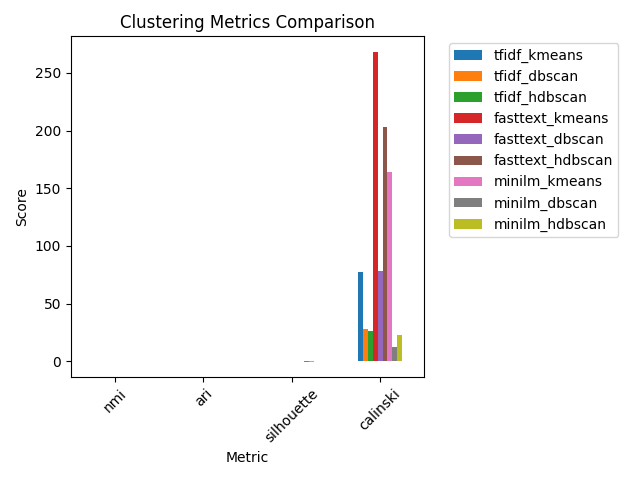 Clustering Metrics Comparison
tfidf_kmeans
tfidf_dbscan
tfidf_hdbscan
fasttext_kmeans
fasttext_dbscan
fasttext_hdbscan
minilm_kmeans
minilm_dbscan
minilm_hdbscan
Score
250
200
150
100
50
0
nmi
ari
silhouette
calinski
Metric